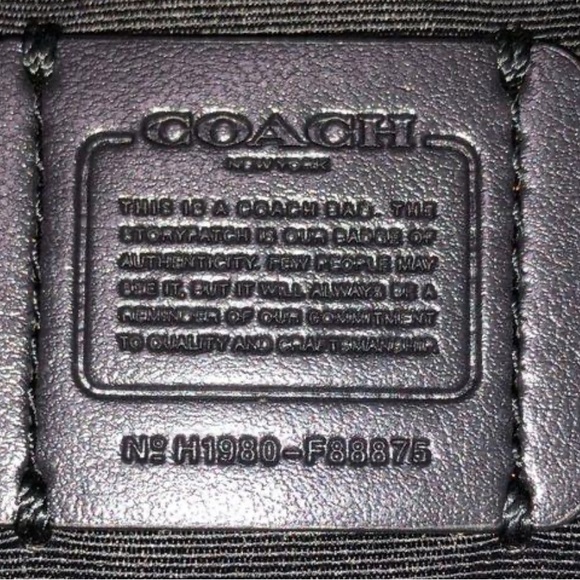 COACH
NEW YORK
THIS IS A COACH BAG. THE
STORYPATCH IS OUR BADGE OF
AUTHENTICITY. FEW PEOPLE MAY
SEE IT, BUT IT WILL ALWAYS BE A
REMINDER OF OUR COMMITMENT
TO QUALITY AND CRAFTSMANSHIP.
Nº H1980-F88875